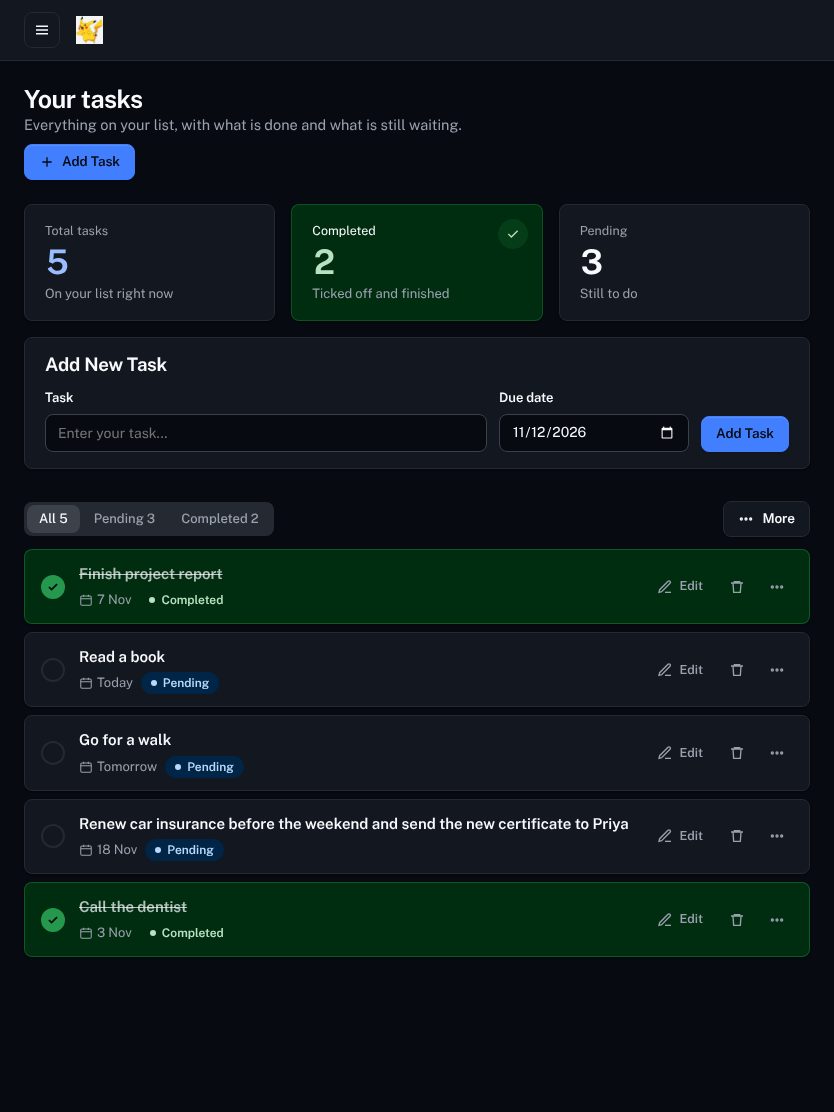 Your tasks
Everything on your list, with what is done and what is still waiting.
Add Task
Total tasks
5
On your list right now
Completed
2
Ticked off and finished
Pending
3
Still to do
Add New Task
Task
Due date
Enter your task...
11/12/2026
Add Task
All 5 Pending 3 Completed 2
More
Finish project report
7 Nov Completed
Edit
Read a book
Today Pending
Edit
Go for a walk
Tomorrow Pending
Edit
Renew car insurance before the weekend and send the new certificate to Priya
18 Nov Pending
Edit
Call the dentist
3 Nov Completed
Edit